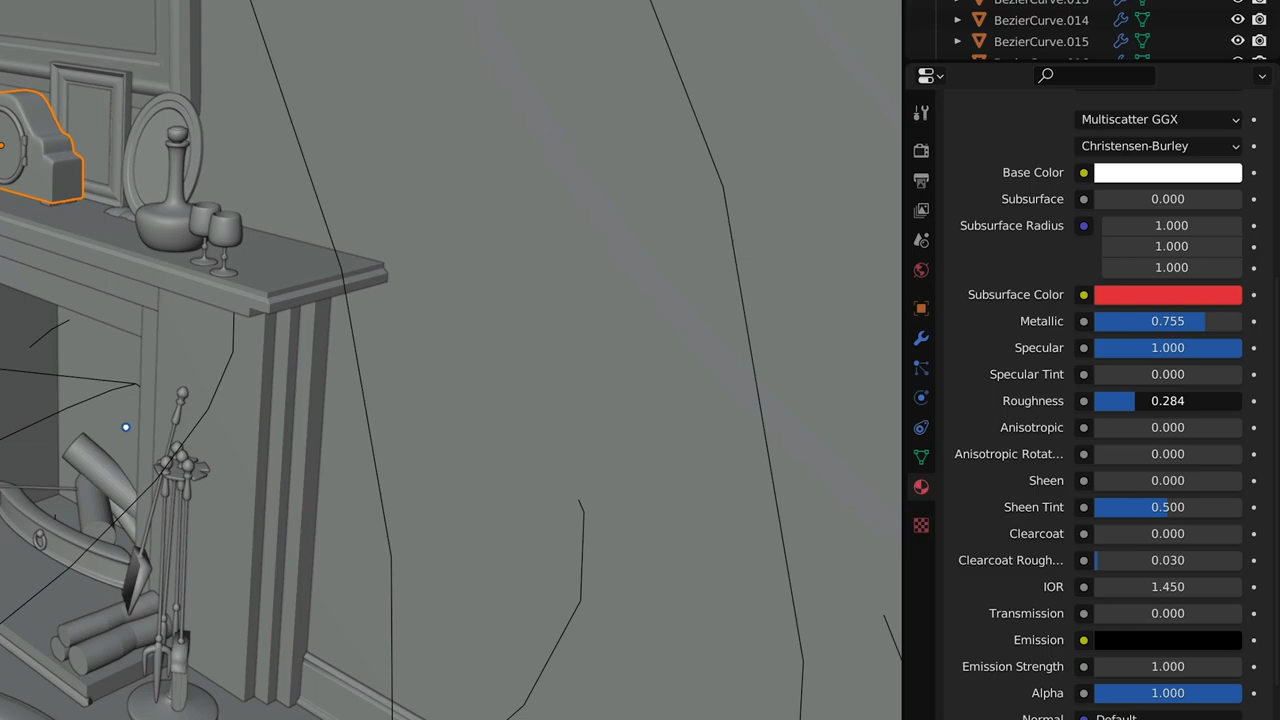 BezierCurve.014
BezierCurve.015
Multiscatter GGX
Christensen-Burley
Base Color
Subsurface 0.000
Subsurface Radius 1.000
1.000
1.000
Subsurface Color
Metallic 0.755
Specular 1.000
Specular Tint 0.000
Roughness 0.284
Anisotropic 0.000
Anisotropic Rotat... 0.000
Sheen 0.000
Sheen Tint 0.500
Clearcoat 0.000
Clearcoat Rough... 0.030
IOR 1.450
Transmission 0.000
Emission
Emission Strength 1.000
Alpha 1.000
Normal Default